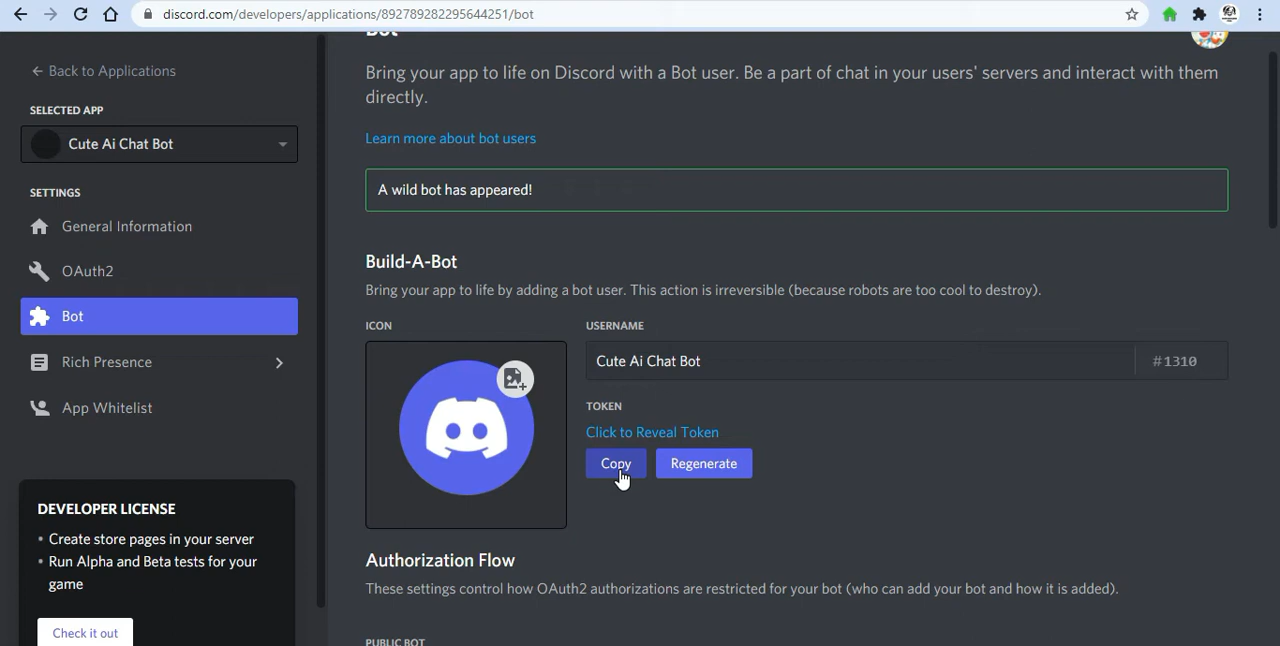 discord.com/developers/applications/892789282295644251/bot
Bot
← Back to Applications
Bring your app to life on Discord with a Bot user. Be a part of chat in your users' servers and interact with them
directly.
SELECTED APP
Cute Ai Chat Bot
Learn more about bot users
SETTINGS
A wild bot has appeared!
General Information
OAuth2
Bot
Rich Presence
App Whitelist
Build-A-Bot
Bring your app to life by adding a bot user. This action is irreversible (because robots are too cool to destroy).
ICON
USERNAME
Cute Ai Chat Bot #1310
TOKEN
Click to Reveal Token
Copy Regenerate
DEVELOPER LICENSE
• Create store pages in your server
• Run Alpha and Beta tests for your
game
Check it out
Authorization Flow
These settings control how OAuth2 authorizations are restricted for your bot (who can add your bot and how it is added).
PUBLIC BOT